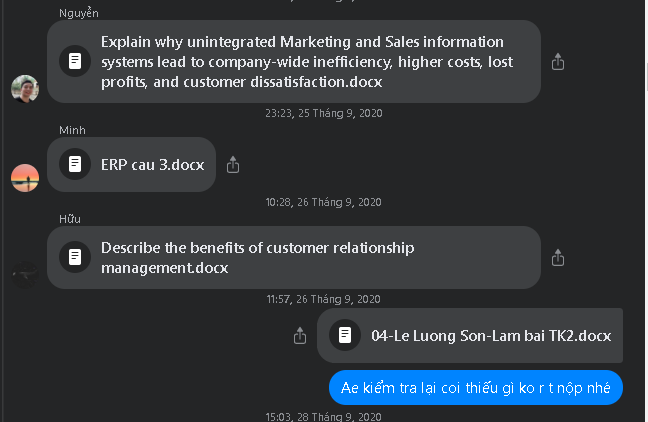 Nguyễn
Explain why unintegrated Marketing and Sales information
systems lead to company-wide inefficiency, higher costs, lost
profits, and customer dissatisfaction.docx
23:23, 25 Tháng 9, 2020
Minh
ERP cau 3.docx
10:28, 26 Tháng 9, 2020
Hữu
Describe the benefits of customer relationship
management.docx
11:57, 26 Tháng 9, 2020
04-Le Luong Son-Lam bai TK2.docx
Ae kiểm tra lại coi thiếu gì ko r t nộp nhé
15:03, 28 Tháng 9, 2020